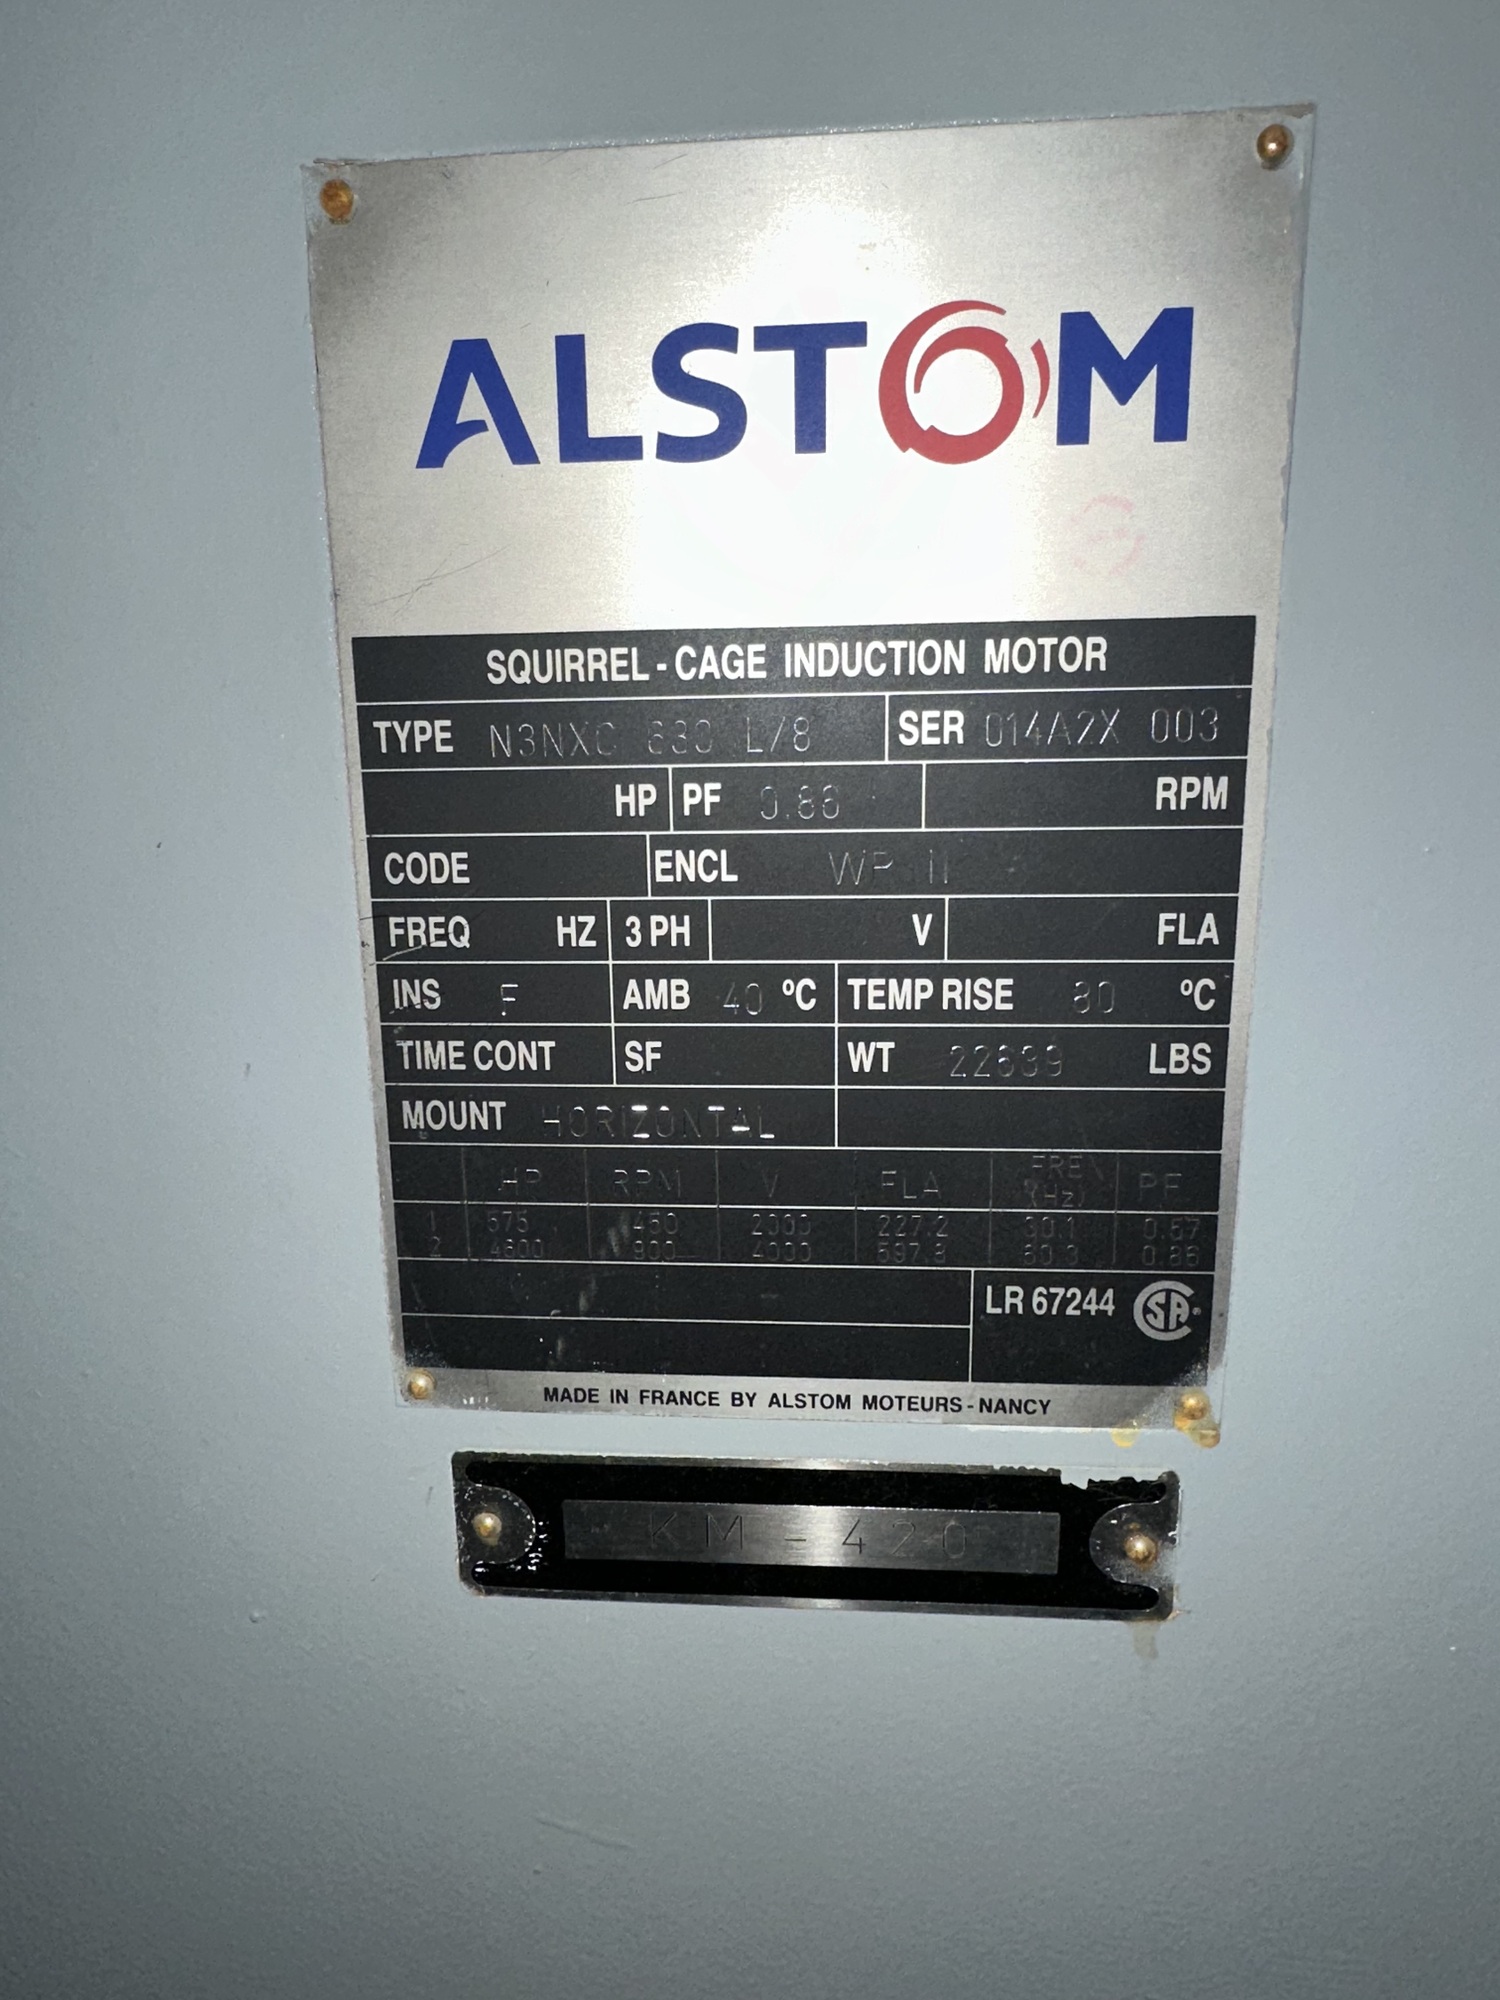 ALSTOM
SQUIRREL-CAGE INDUCTION MOTOR
TYPE N3NXC 630 L/8 SER 014A2X 003
HP PF 0.86 RPM
CODE ENCL WP II
FREQ HZ 3 PH V FLA
INS F AMB 40 ºC TEMP RISE 80 ºC
TIME CONT SF WT 22639 LBS
MOUNT HORIZONTAL
HP RPM V FLA FREN (Hz) PF
1 575 450 2000 227.2 30.1 0.67
2 4600 900 4000 597.8 60.3 0.86
LR 67244 SA
MADE IN FRANCE BY ALSTOM MOTEURS-NANCY
KM-420